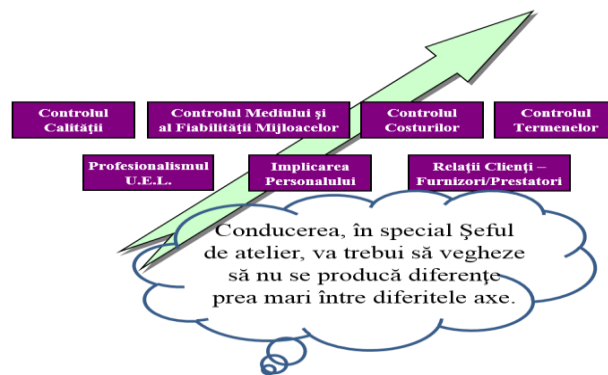 Controlul
Calităţii
Controlul Mediului şi
al Fiabilităţii Mijloacelor
Controlul
Costurilor
Controlul
Termenelor
Profesionalismul
U.E.L.
Implicarea
Personalului
Relaţii Clienţi –
Furnizori/Prestatori
Conducerea, în special Şeful
de atelier, va trebui să vegheze
să nu se producă diferenţe
prea mari între diferitele axe.